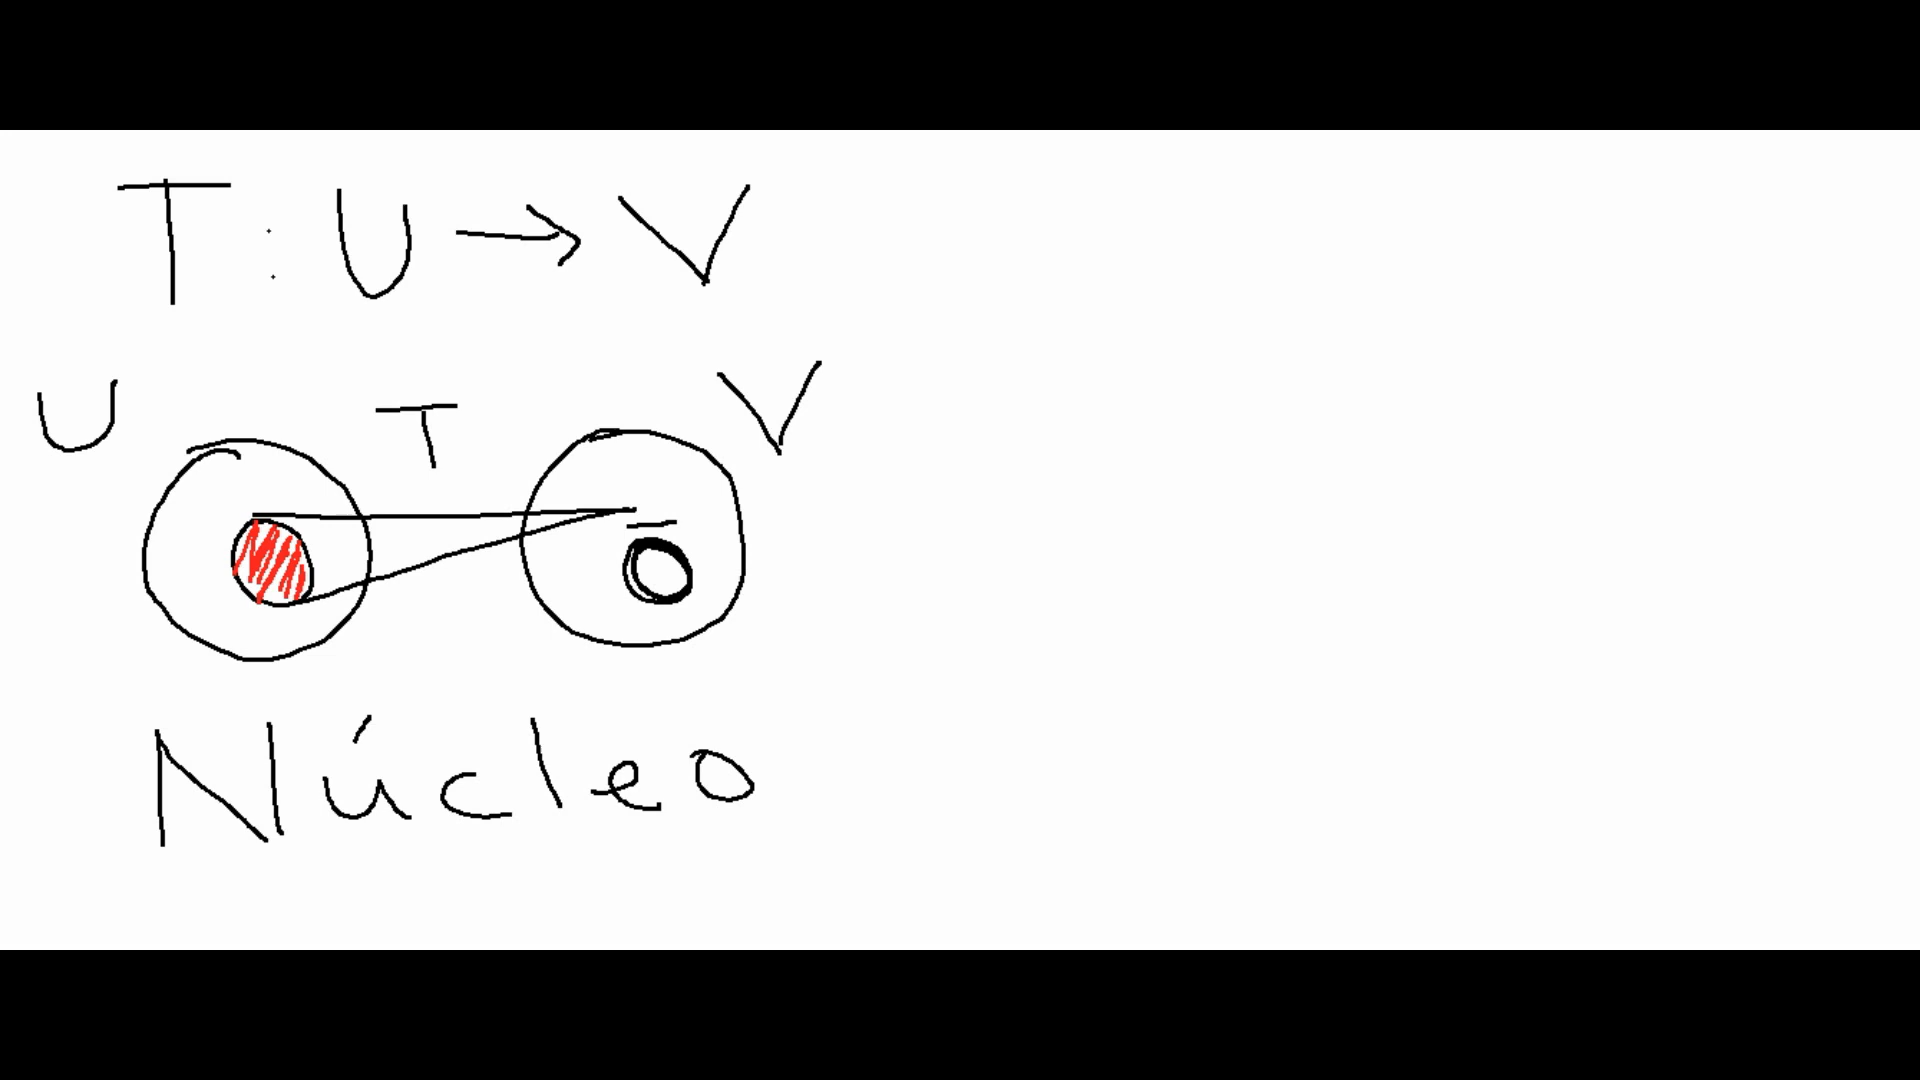 T : U → V
U T V
0̅
Núcleo